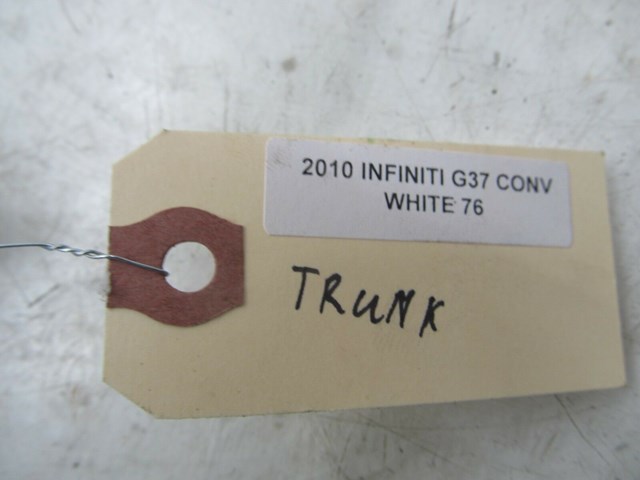 2010 INFINITI G37 CONV
WHITE 76
TRUNK